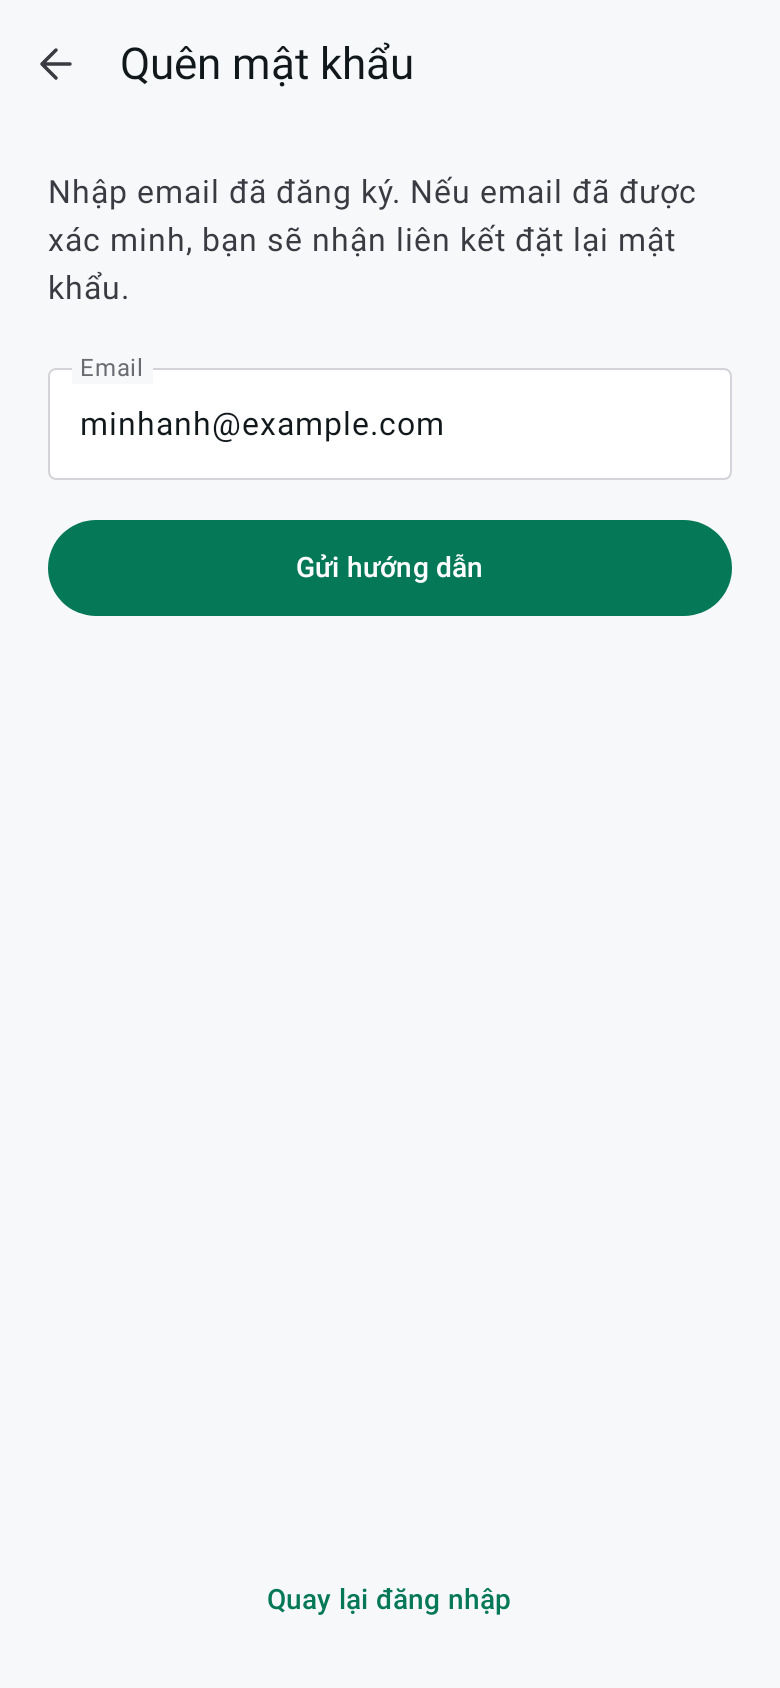 Quên mật khẩu
Nhập email đã đăng ký. Nếu email đã được
xác minh, bạn sẽ nhận liên kết đặt lại mật
khẩu.
Email
minhanh@example.com
Gửi hướng dẫn
Quay lại đăng nhập